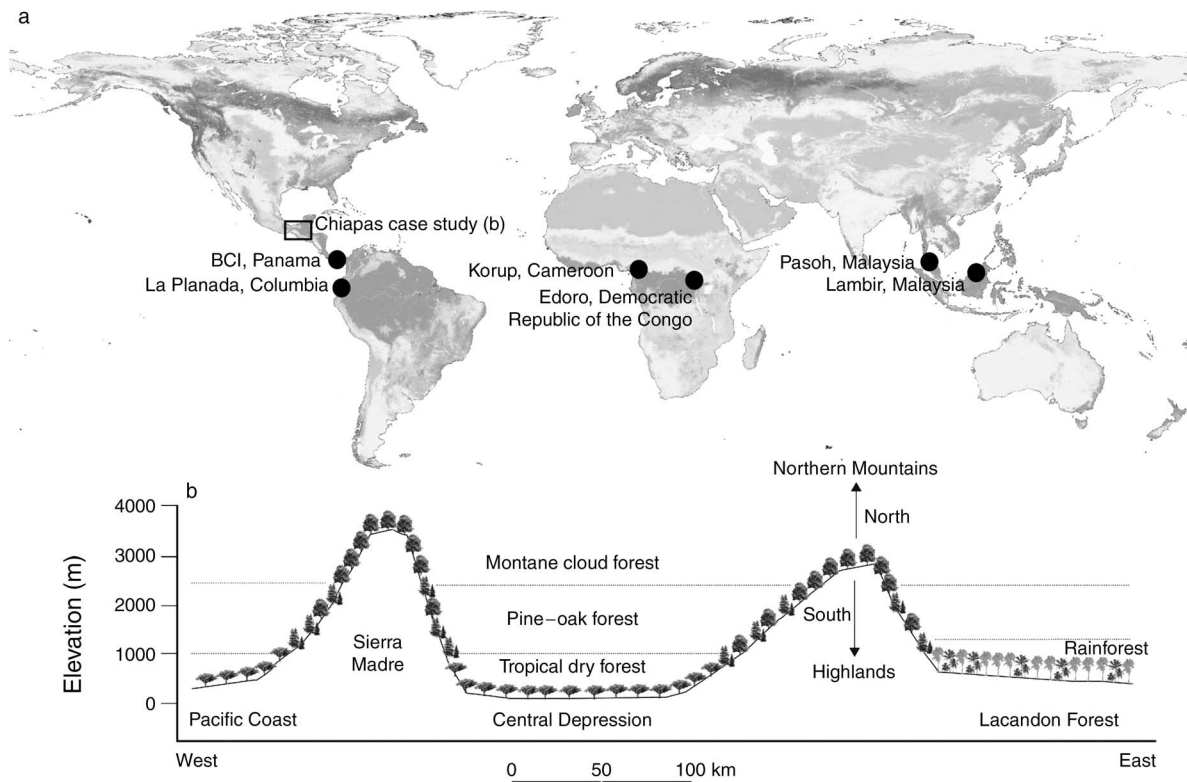 a
Chiapas case study (b)
BCI, Panama
La Planada, Columbia
Korup, Cameroon
Edoro, Democratic
Republic of the Congo
Pasoh, Malaysia
Lambir, Malaysia
b
Elevation (m)
4000
3000
2000
1000
0
Northern Mountains
North
Montane cloud forest
Pine–oak forest
South
Sierra
Madre
Tropical dry forest
Highlands
Rainforest
Pacific Coast
Central Depression
Lacandon Forest
West
East
0 50 100 km